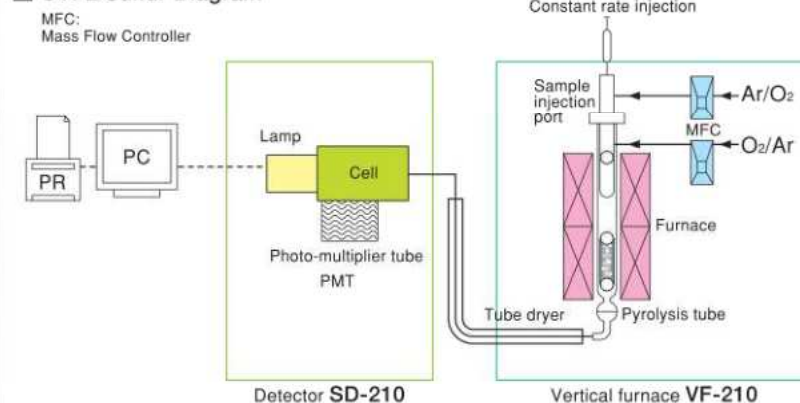 MFC:
Mass Flow Controller
Constant rate injection
Sample
injection
port
Ar/O₂
MFC
O₂/Ar
Lamp
PC
Cell
PR
Furnace
Photo-multiplier tube
PMT
Tube dryer
Pyrolysis tube
Detector SD-210
Vertical furnace VF-210